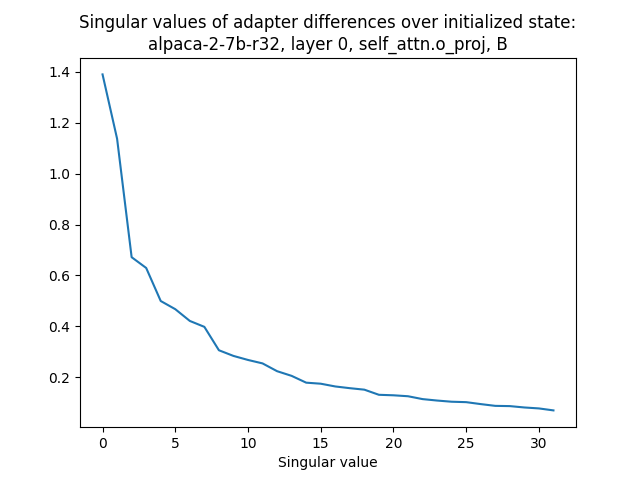 Singular values of adapter differences over initialized state:
alpaca-2-7b-r32, layer 0, self_attn.o_proj, B
1.4
1.2
1.0
0.8
0.6
0.4
0.2
0 5 10 15 20 25 30
Singular value